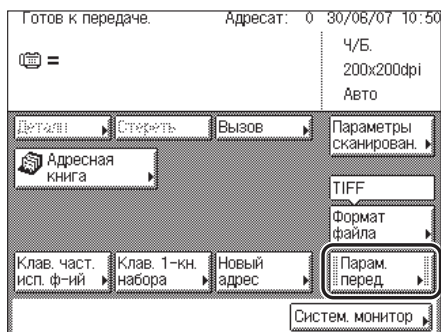 Готов к передаче. Адресат: 0 30/06/07 10:50
Ч/Б.
=
200x200dpi
Авто
Детали Стереть Вызов Параметры
сканирован.
Адресная
книга
TIFF
Формат
файла
Клав. част. Клав. 1-кн. Новый Парам.
исп. ф-ий набора адрес перед.
Систем. монитор